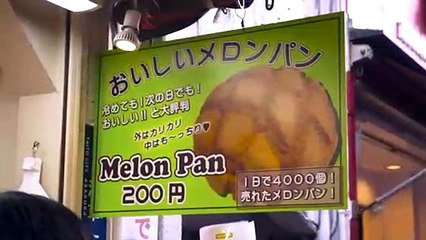 おいしいメロンパン
冷めても!次の日でも!
おいしい!!と大評判
外はカリカリ
中はも〜っちり♥
Melon Pan
200円
1日で4000個!
売れたメロンパン!
で